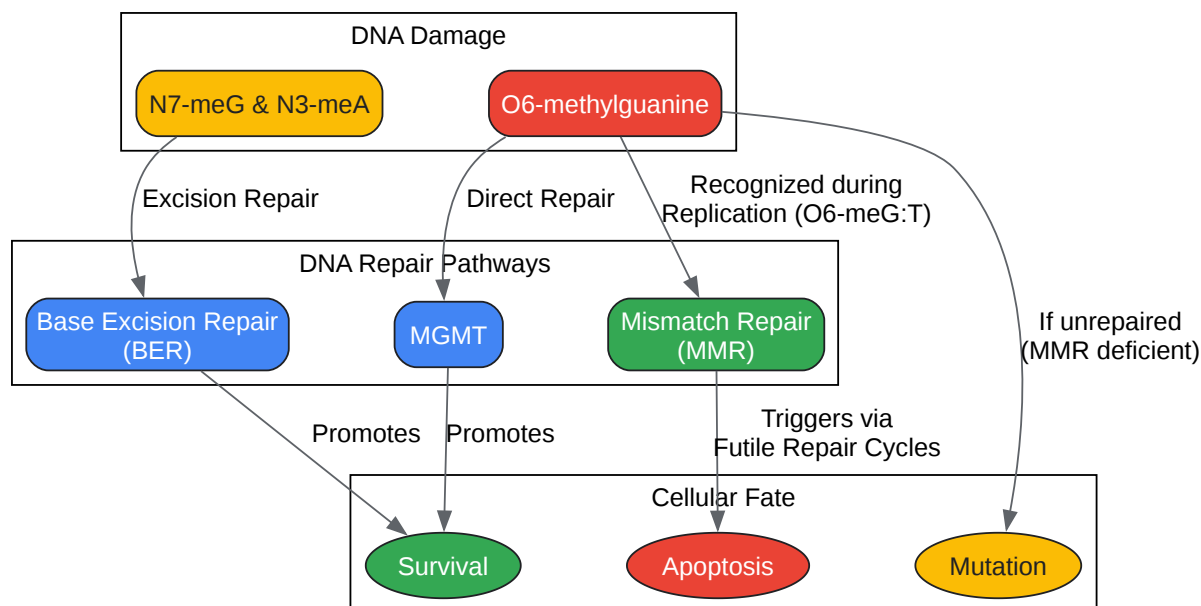 DNA Damage
N7-meG & N3-meA
O6-methylguanine
Excision Repair
Direct Repair
Recognized during
Replication (O6-meG:T)
DNA Repair Pathways
Base Excision Repair
(BER)
MGMT
Mismatch Repair
(MMR)
If unrepaired
(MMR deficient)
Promotes
Promotes
Triggers via
Futile Repair Cycles
Cellular Fate
Survival
Apoptosis
Mutation